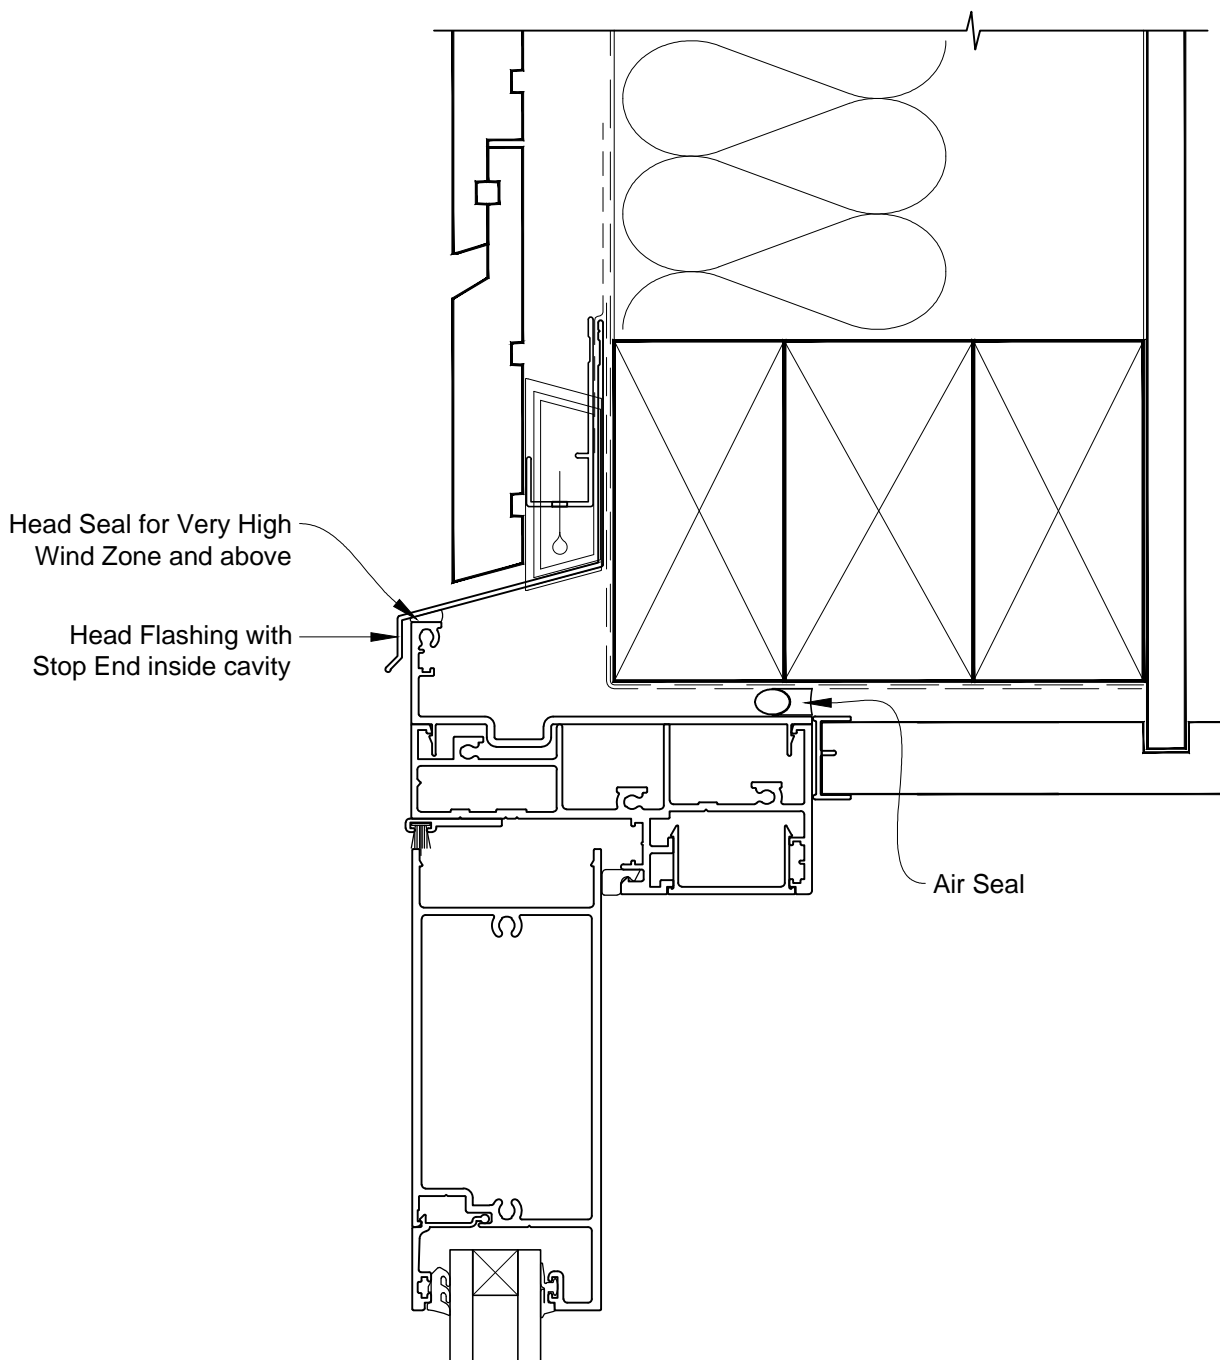 Head Seal for Very High
Wind Zone and above
Head Flashing with
Stop End inside cavity
Air Seal